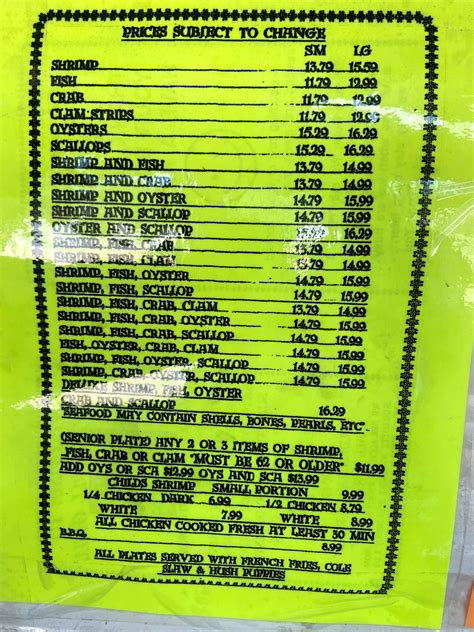 PRICES SUBJECT TO CHANGE
SM LG
SHRIMP 13.79 15.59
FISH 11.79 12.99
CRAB 11.79 12.99
CLAM STRIPS 11.79 12.99
OYSTERS 15.29 16.29
SCALLOPS 15.29 16.29
SHRIMP AND FISH 13.79 14.99
SHRIMP AND CRAB 13.79 14.99
SHRIMP AND OYSTER 14.79 15.99
SHRIMP AND SCALLOP 14.79 15.99
OYSTER AND SCALLOP 16.29
SHRIMP, FISH, CRAB 13.79 14.99
SHRIMP, FISH, CLAM 13.79 14.99
SHRIMP, FISH, OYSTER 14.79 15.99
SHRIMP, FISH, SCALLOP 14.79 15.99
SHRIMP, FISH, CRAB, CLAM 13.79 14.99
SHRIMP, FISH, CRAB, OYSTER 14.79 15.99
SHRIMP, FISH, CRAB, SCALLOP 14.79 15.99
FISH, OYSTER, CRAB, CLAM 14.79 15.99
SHRIMP, FISH, OYSTER, SCALLOP 14.79 15.99
SHRIMP, CRAB, OYSTER, SCALLOP 14.79 15.99
DELUXE SHRIMP, FISH, OYSTER
CRAB AND SCALLOP 16.29
"SEAFOOD MAY CONTAIN SHELLS, BONES, PEARLS, ETC"
(SENIOR PLATE) ANY 2 OR 3 ITEMS OF SHRIMP,
FISH, CRAB OR CLAM "MUST BE 62 OR OLDER" $11.99
ADD OYS OR SCA $12.99 OYS AND SCA $13.99
CHILDS SHRIMP SMALL PORTION 9.99
1/4 CHICKEN DARK 6.99 1/2 CHICKEN 8.79
WHITE 7.99 WHITE 8.99
ALL CHICKEN COOKED FRESH AT LEAST 30 MIN
B.B.Q. 8.99
ALL PLATES SERVED WITH FRENCH FRIES, COLE
SLAW & HUSH PUPPIES